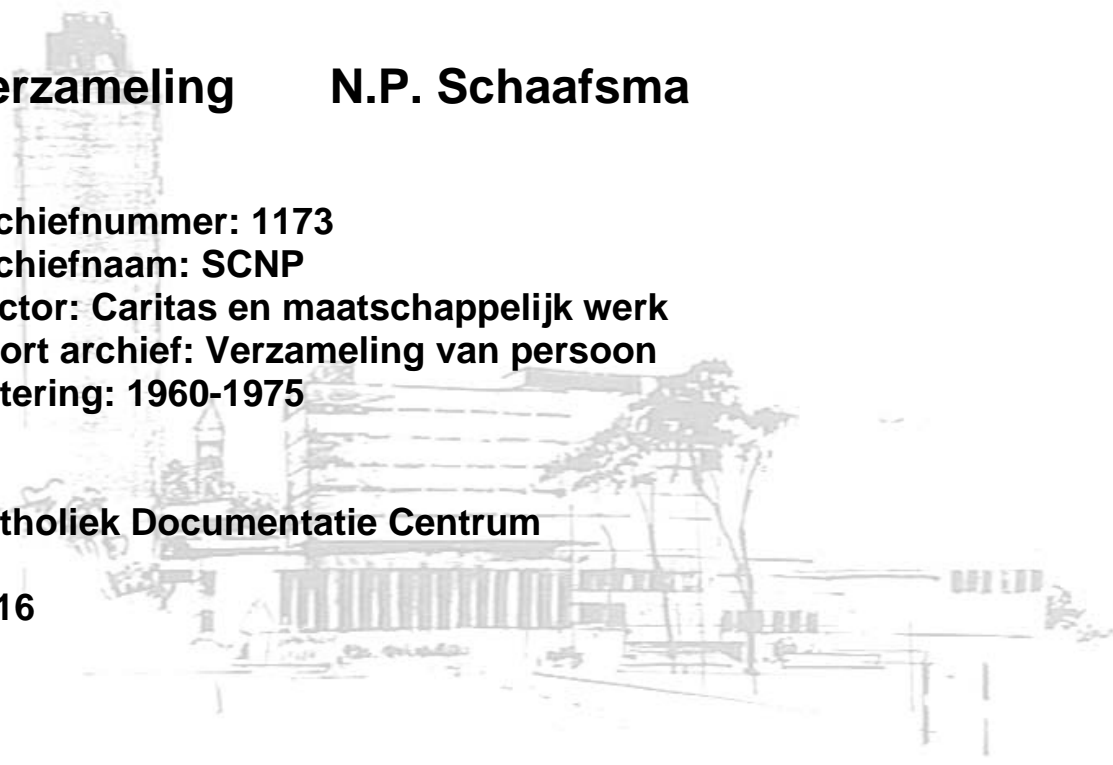 erzameling N.P. Schaafsma
chiefnummer: 1173
chiefnaam: SCNP
ctor: Caritas en maatschappelijk werk
ort archief: Verzameling van persoon
tering: 1960-1975
tholiek Documentatie Centrum
16